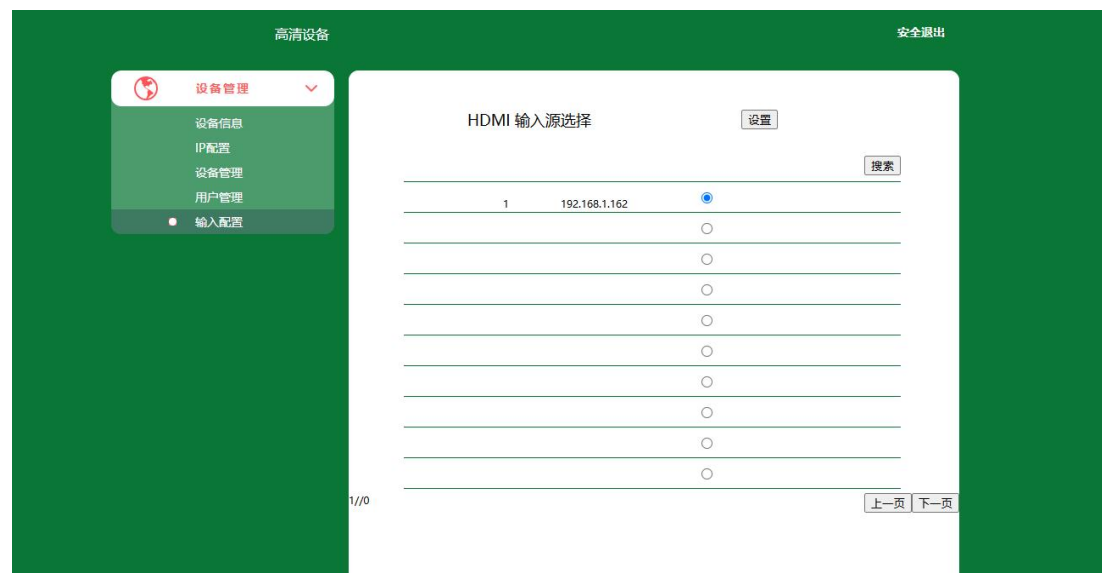 高清设备
安全退出
设备管理
设备信息
IP配置
设备管理
用户管理
输入配置
HDMI 输入源选择
设置
搜索
1 192.168.1.162
1//0
上一页 下一页